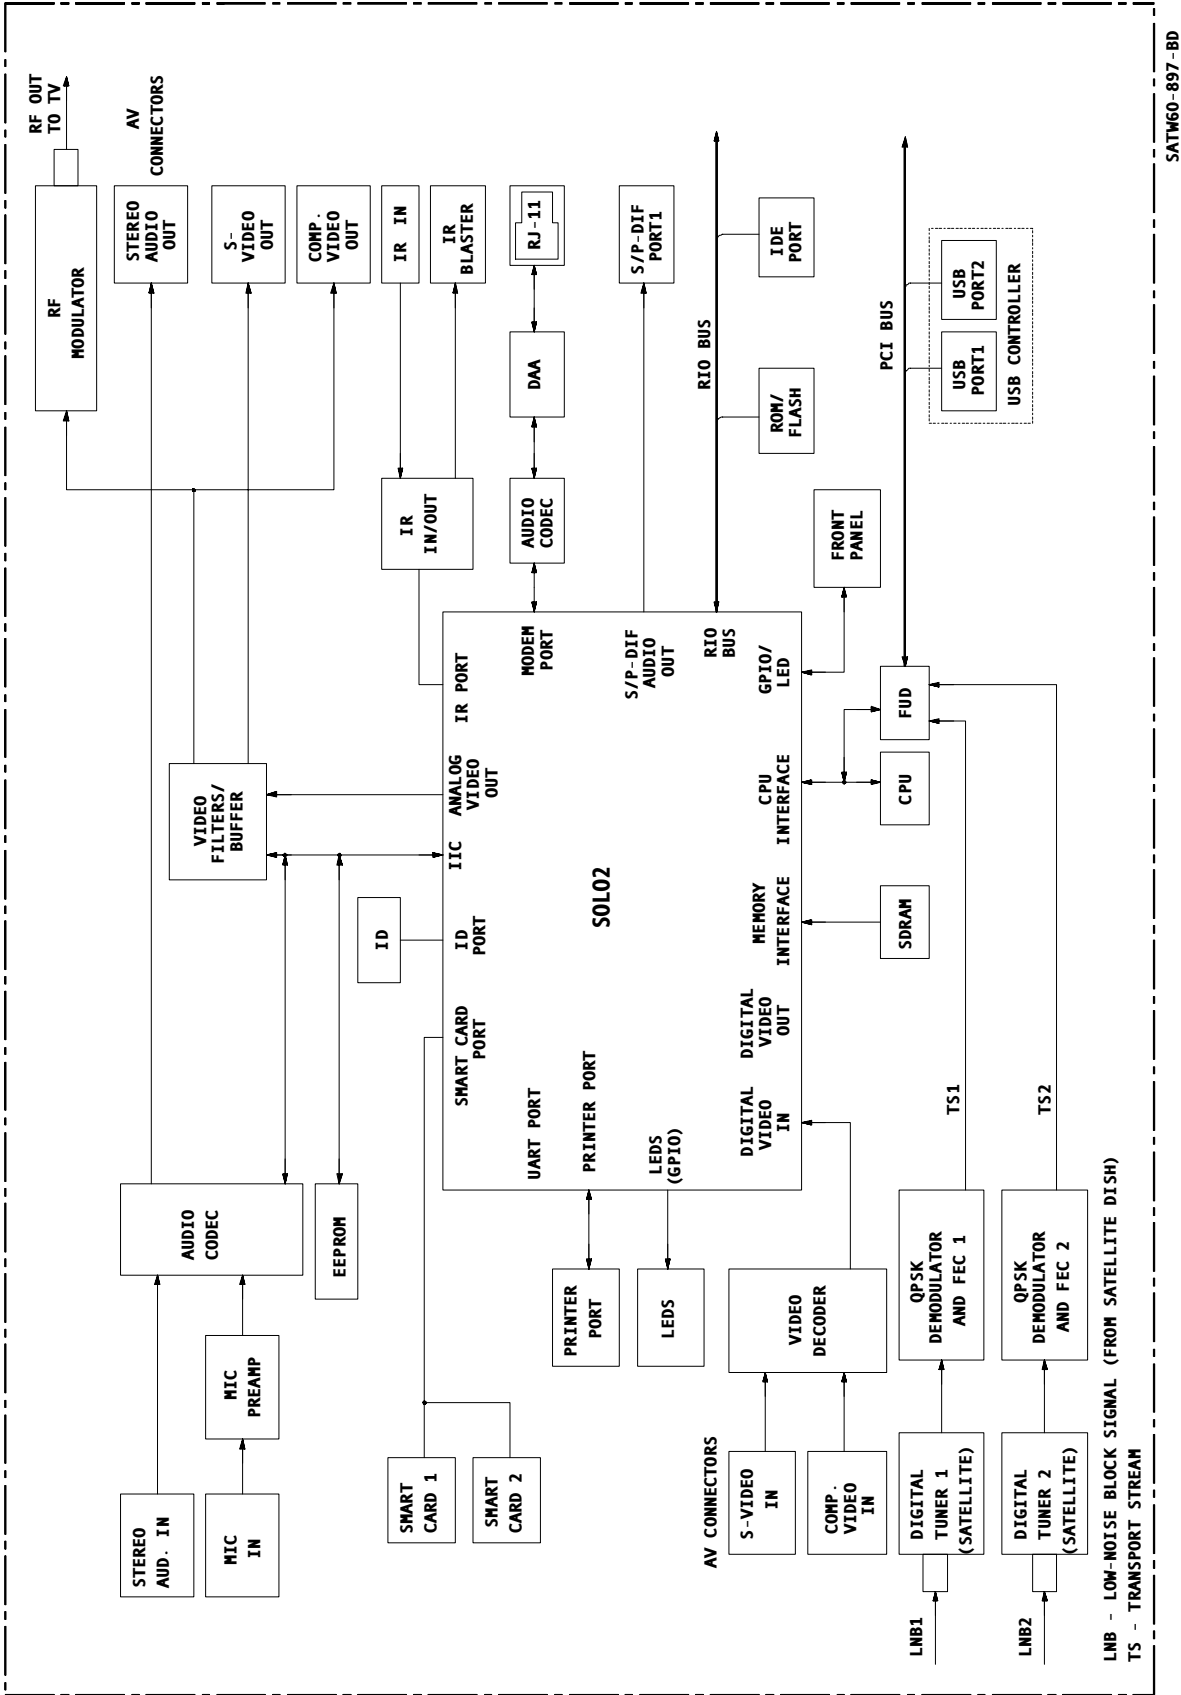 RF OUT
TO TV
AV
CONNECTORS
RF
MODULATOR
STEREO
AUDIO
OUT
S-
VIDEO
OUT
COMP.
VIDEO
OUT
IR IN
IR
BLASTER
RJ-11
S/P-DIF
PORT1
IDE
PORT
RIO BUS
ROM/
FLASH
PCI BUS
USB
PORT2
USB
PORT1
USB CONTROLLER
DAA
IR
IN/OUT
AUDIO
CODEC
FRONT
PANEL
VIDEO
FILTERS/
BUFFER
ID
IR PORT
MODEM
PORT
S/P-DIF
AUDIO
OUT
RIO
BUS
GPIO/
LED
ANALOG
VIDEO
OUT
IIC
ID
PORT
SMART CARD
PORT
SOLO2
CPU
INTERFACE
MEMORY
INTERFACE
DIGITAL
VIDEO
OUT
DIGITAL
VIDEO
IN
UART PORT
PRINTER PORT
LEDS
(GPIO)
FUD
CPU
SDRAM
TS1
TS2
AUDIO
CODEC
EEPROM
MIC
PREAMP
STEREO
AUD. IN
MIC
IN
SMART
CARD 1
SMART
CARD 2
PRINTER
PORT
LEDS
VIDEO
DECODER
AV CONNECTORS
S-VIDEO
IN
COMP.
VIDEO
IN
QPSK
DEMODULATOR
AND FEC 1
QPSK
DEMODULATOR
AND FEC 2
DIGITAL
TUNER 1
(SATELLITE)
DIGITAL
TUNER 2
(SATELLITE)
LNB1
LNB2
LNB - LOW-NOISE BLOCK SIGNAL (FROM SATELLITE DISH)
TS - TRANSPORT STREAM
SATW60-897-BD